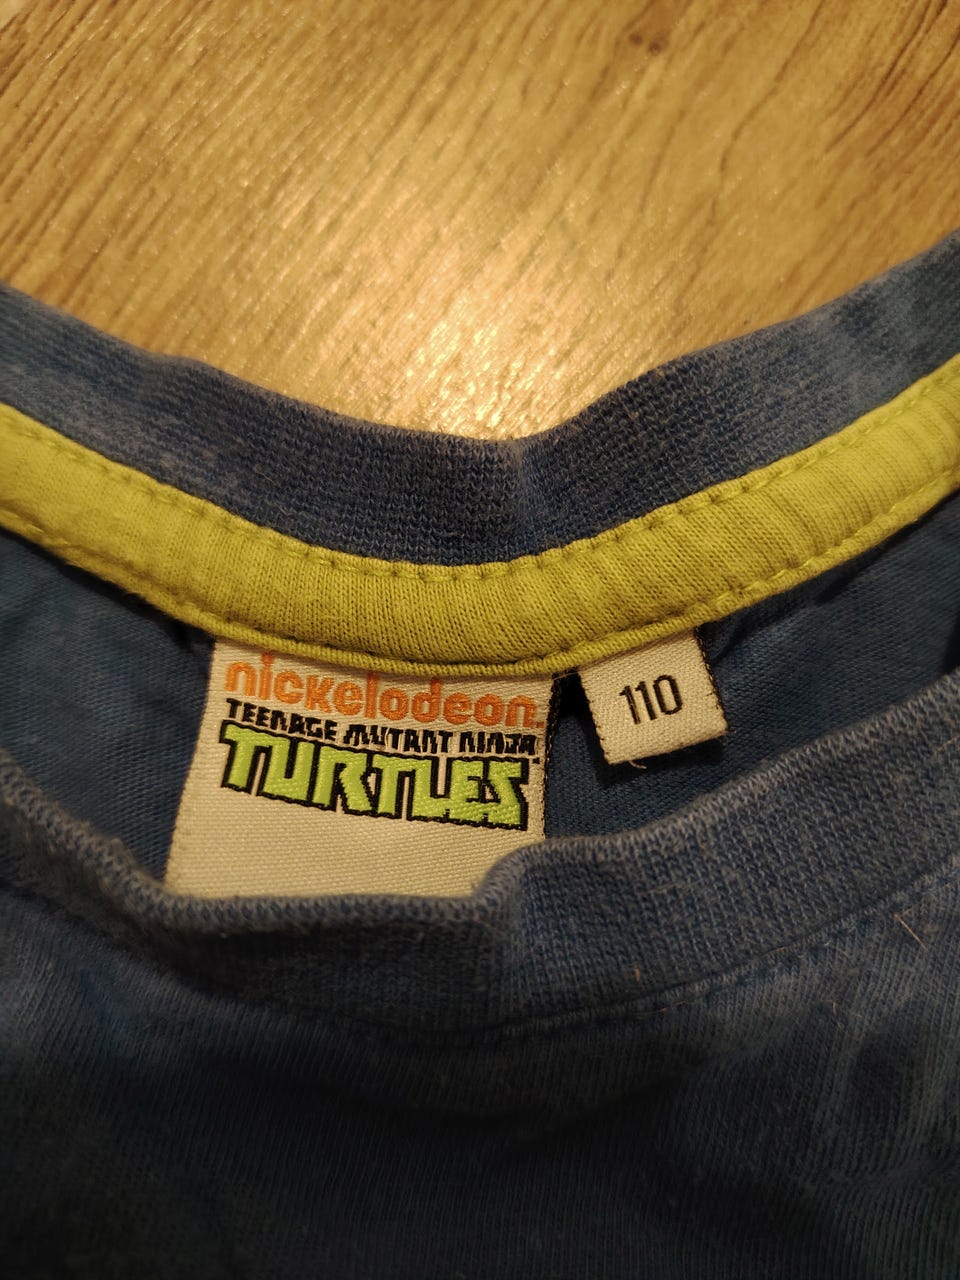 nickelodeon
TEENAGE MUTANT NINJA
TURTLES
110